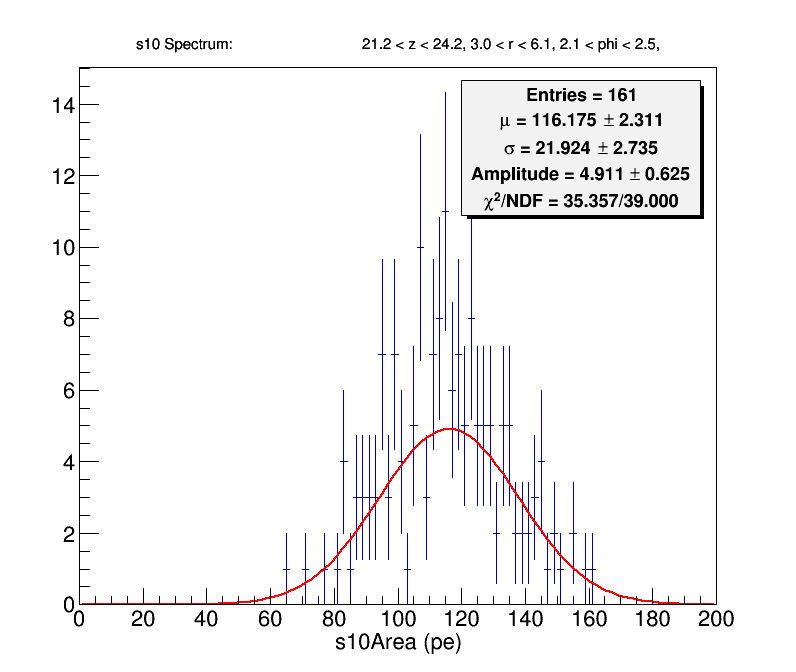 s10 Spectrum: 21.2 < z < 24.2, 3.0 < r < 6.1, 2.1 < phi < 2.5,
Entries = 161
μ = 116.175 ± 2.311
σ = 21.924 ± 2.735
Amplitude = 4.911 ± 0.625
χ²/NDF = 35.357/39.000
14
12
10
8
6
4
2
0
0 20 40 60 80 100 120 140 160 180 200
s10Area (pe)